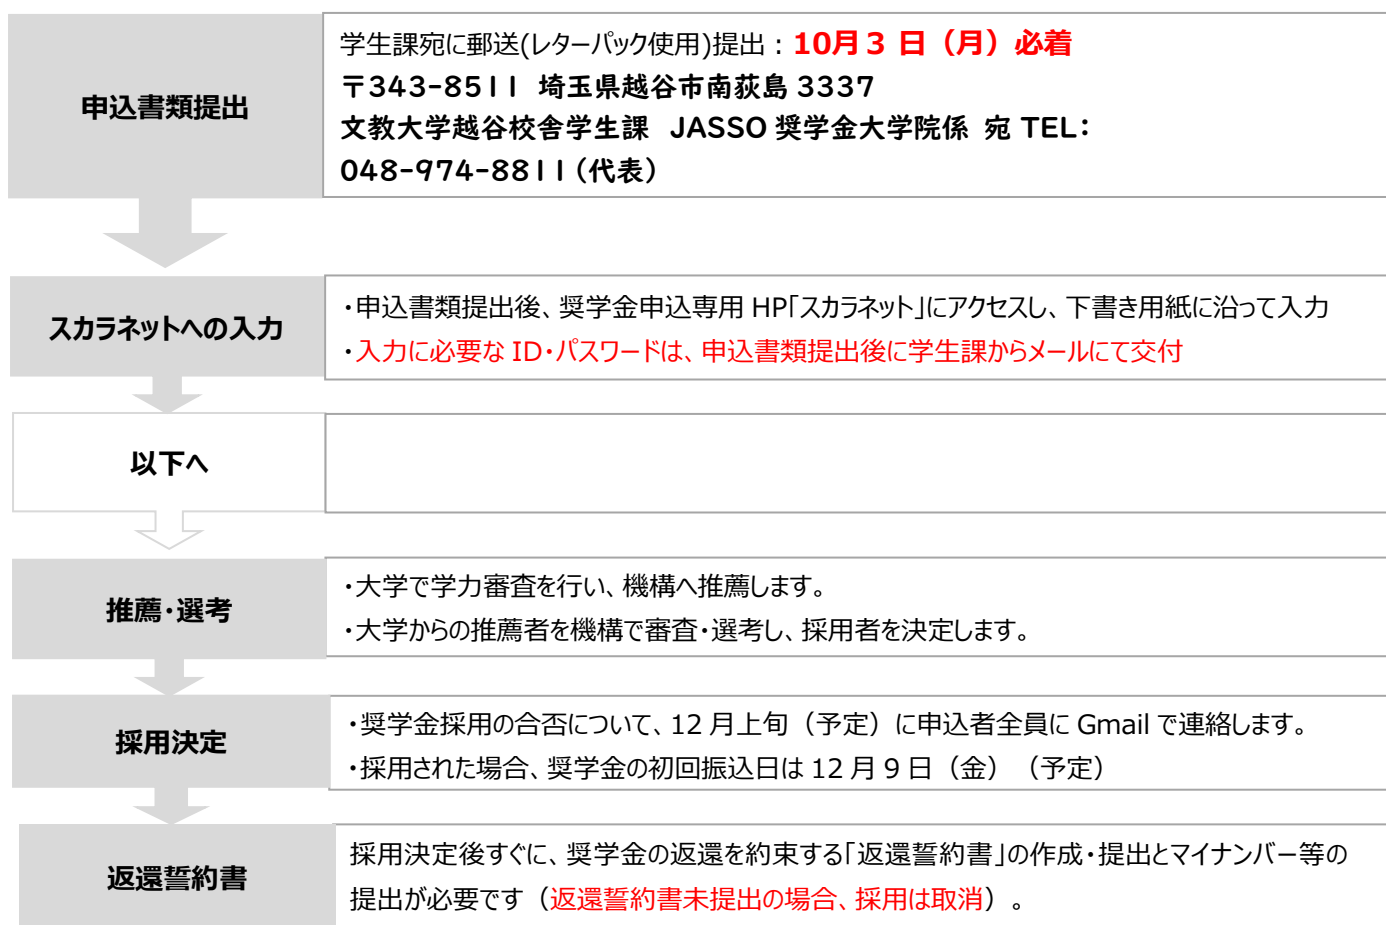 申込書類提出
学生課宛に郵送(レターパック使用)提出：10月３日（月）必着
〒343-8511 埼玉県越谷市南荻島 3337
文教大学越谷校舎学生課 JASSO 奨学金大学院係 宛 TEL：
048-974-8811（代表）
スカラネットへの入力
・申込書類提出後、奨学金申込専用 HP「スカラネット」にアクセスし、下書き用紙に沿って入力
・入力に必要な ID・パスワードは、申込書類提出後に学生課からメールにて交付
以下へ
推薦・選考
・大学で学力審査を行い、機構へ推薦します。
・大学からの推薦者を機構で審査・選考し、採用者を決定します。
採用決定
・奨学金採用の合否について、12 月上旬（予定）に申込者全員に Gmail で連絡します。
・採用された場合、奨学金の初回振込日は 12 月 9 日（金）（予定）
返還誓約書
採用決定後すぐに、奨学金の返還を約束する「返還誓約書」の作成・提出とマイナンバー等の
提出が必要です（返還誓約書未提出の場合、採用は取消）。